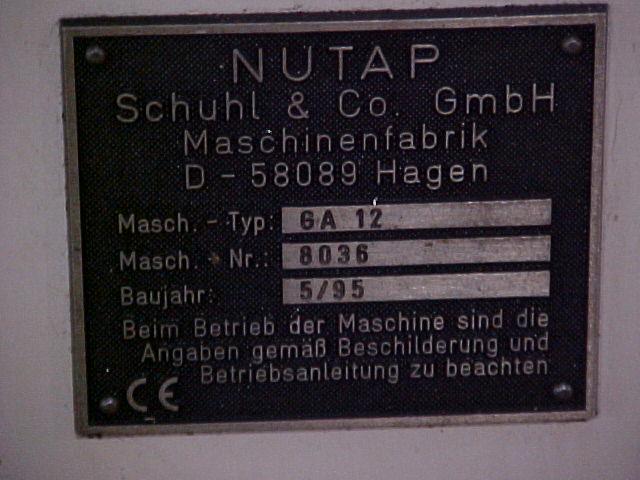 NUTAP
Schuhl & Co. GmbH
Maschinenfabrik
D - 58089 Hagen
Masch. - Typ: GA 12
Masch. - Nr.: 8036
Baujahr: 5/95
Beim Betrieb der Maschine sind die
Angaben gemäß Beschilderung und
Betriebsanleitung zu beachten
CE